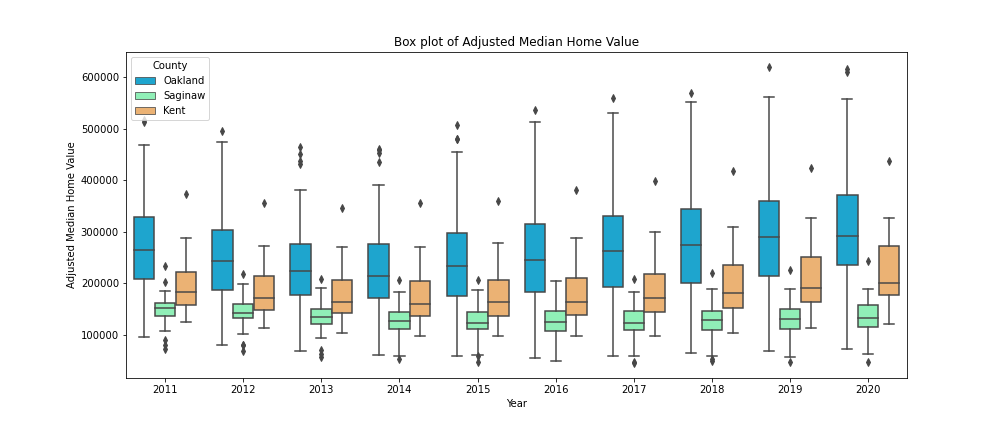 Box plot of Adjusted Median Home Value
County
Oakland
Saginaw
Kent
Adjusted Median Home Value
600000
500000
400000
300000
200000
100000
2011 2012 2013 2014 2015 2016 2017 2018 2019 2020
Year